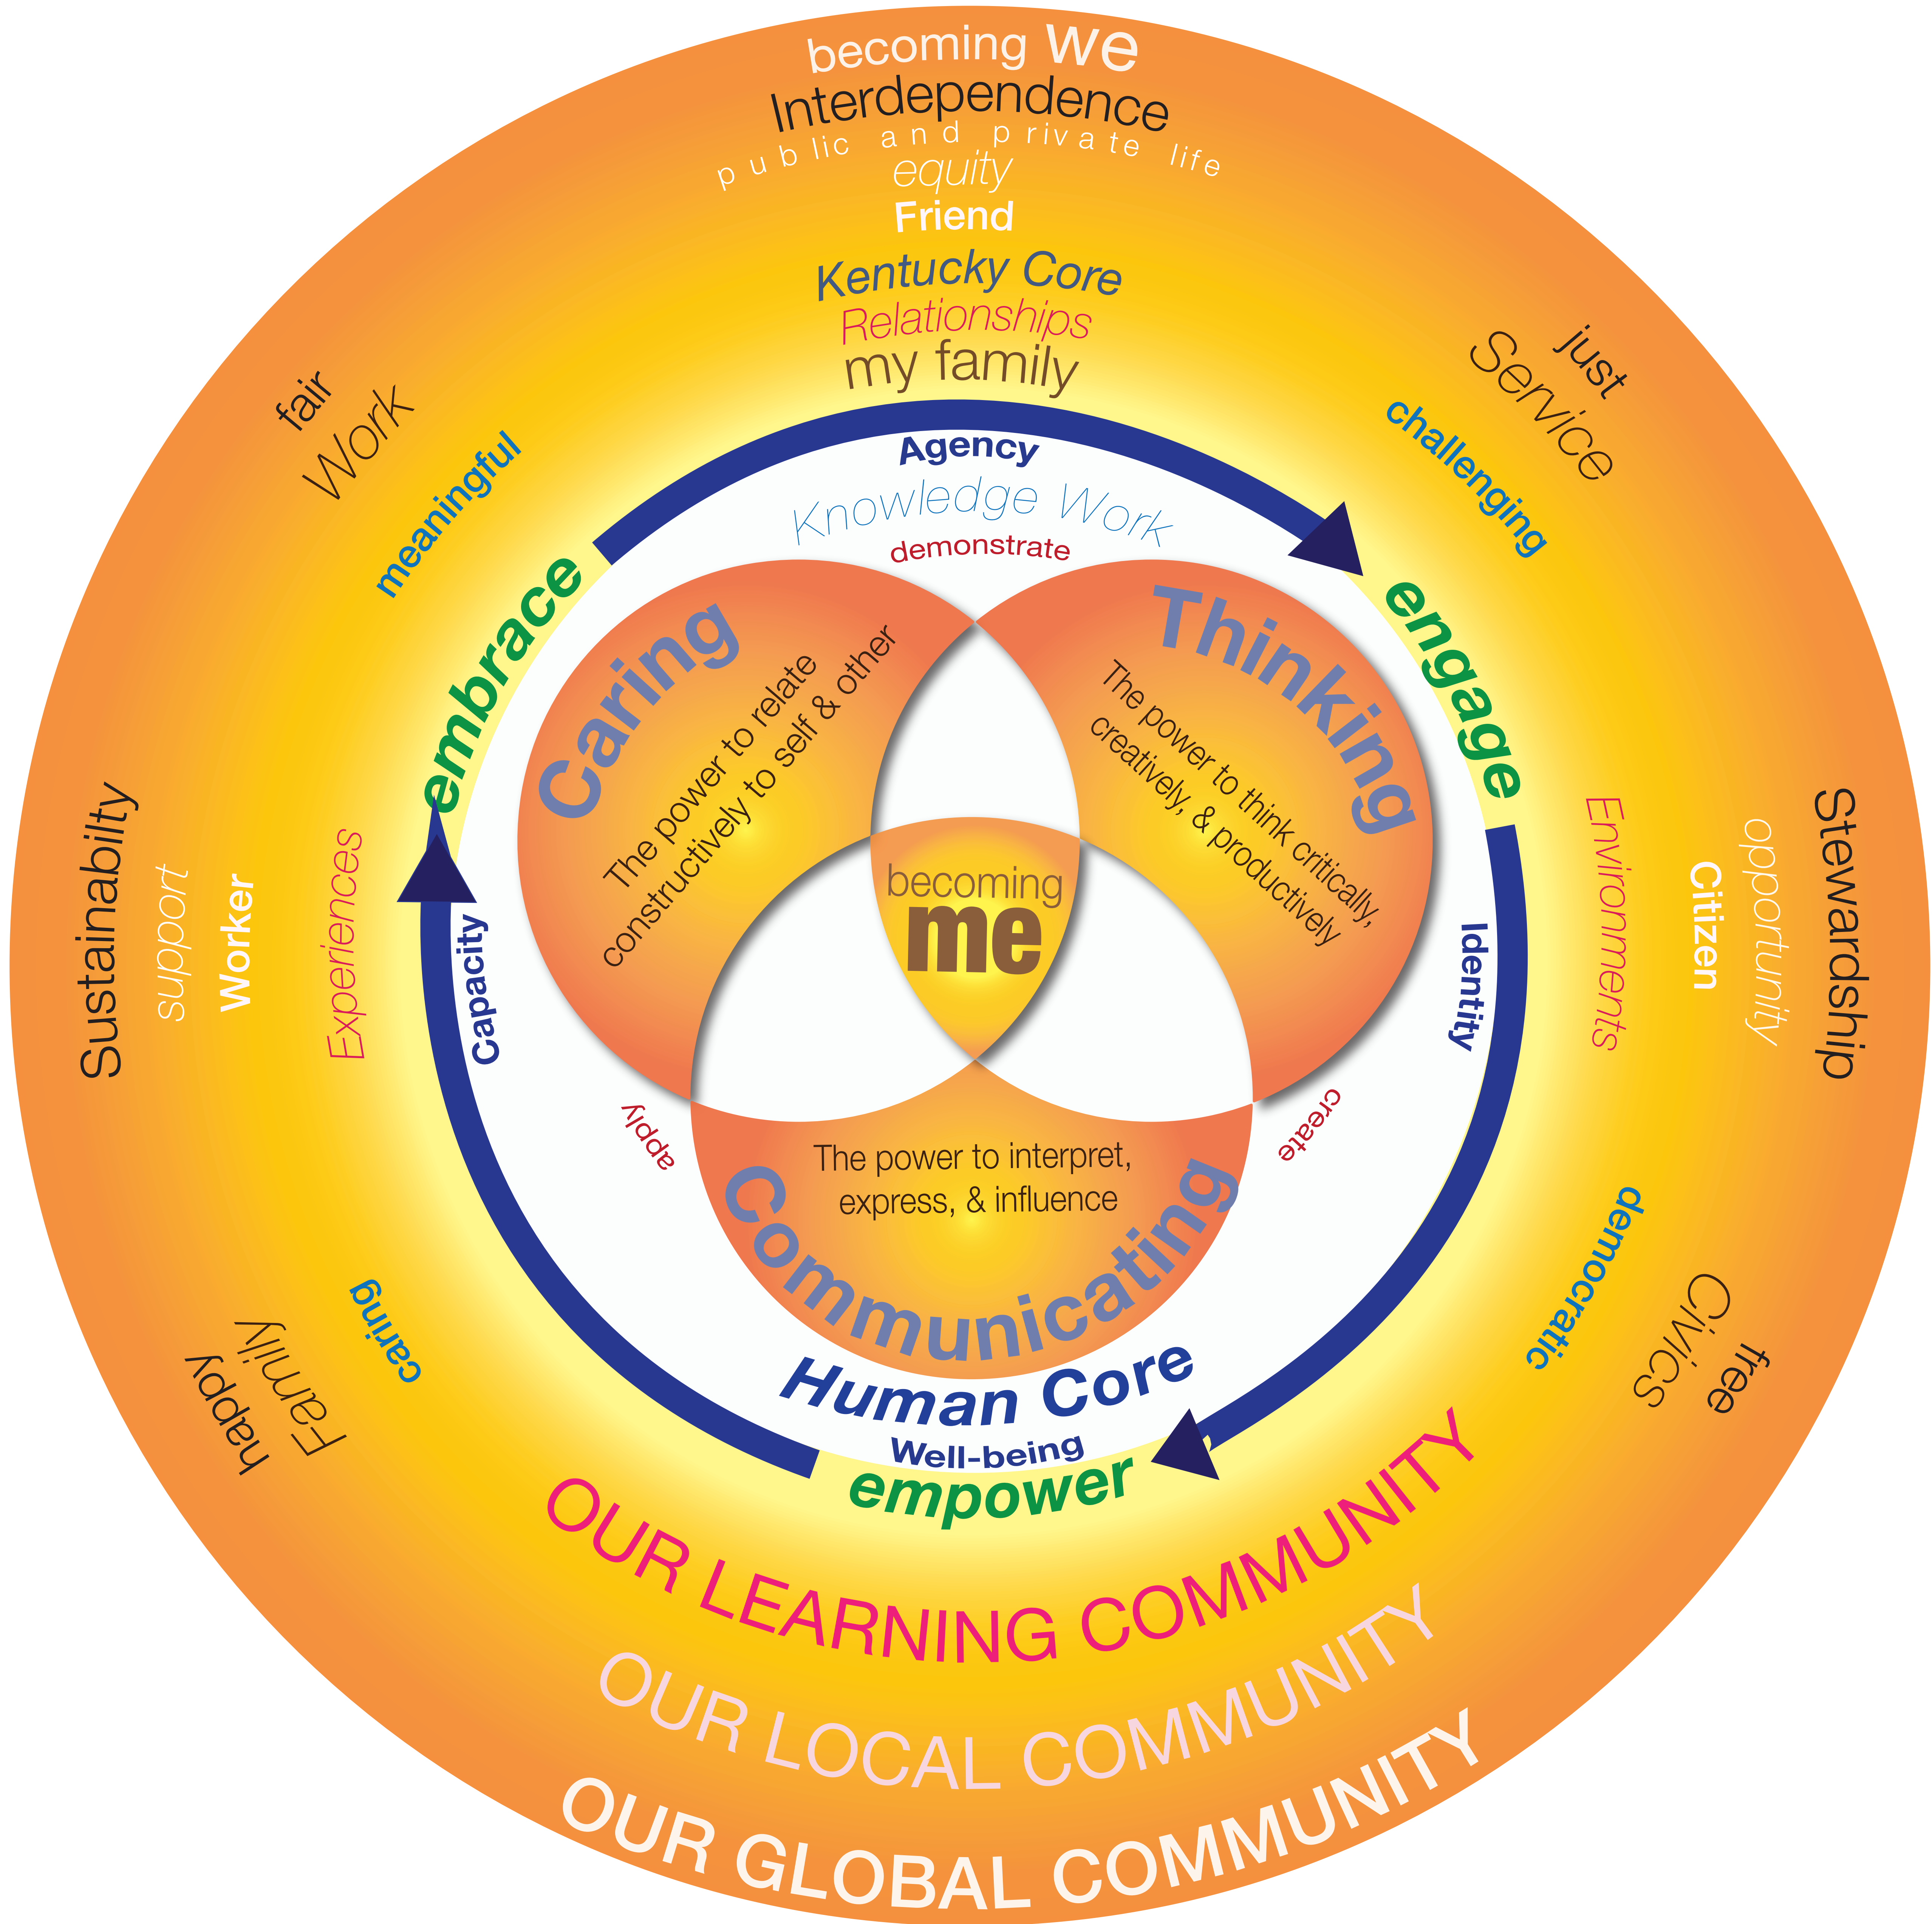 becoming we
Interdependence
public and private life
equity
Friend
Kentucky Core
Relationships
my family
fair
Work
meaningful
just
Service
challenging
embrace
engage
Agency
Knowledge Work
demonstrate
Caring
The power to relate
constructively to self & other
Thinking
The power to think critically,
creatively, & productively
becoming
me
Sustainabilty
support
Worker
Experiences
Capacity
Identity
Environments
Citizen
opportunity
Stewardship
apply
create
The power to interpret,
express, & influence
Communicating
Human Core
Well-being
empower
caring
Family
happy
democratic
Civics
free
OUR LEARNING COMMUNITY
OUR LOCAL COMMUNITY
OUR GLOBAL COMMUNITY